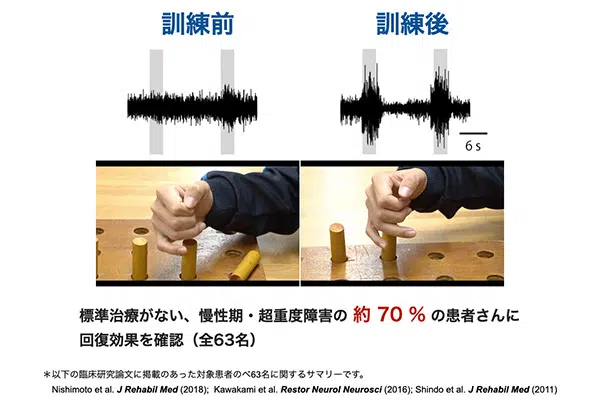 訓練前
訓練後
6 s
標準治療がない、慢性期・超重度障害の 約 70 % の患者さんに
回復効果を確認（全63名）
＊以下の臨床研究論文に掲載のあった対象患者のべ63名に関するサマリーです。
Nishimoto et al. J Rehabil Med (2018); Kawakami et al. Restor Neurol Neurosci (2016); Shindo et al. J Rehabil Med (2011)